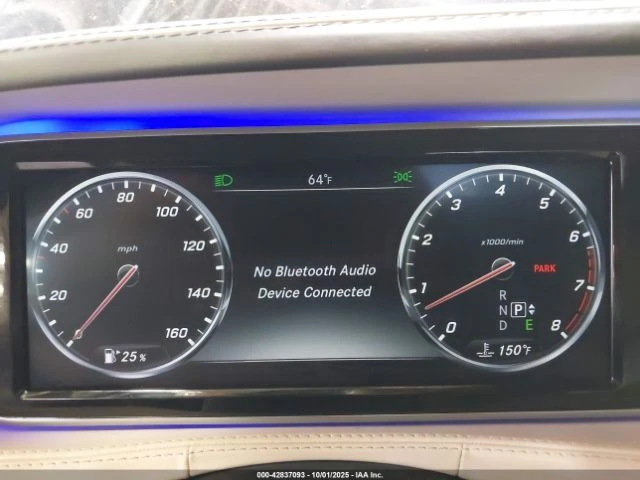 64°F
60 80 100
40 mph 120
20 140
0 160
25 %
No Bluetooth Audio
Device Connected
3 4 5
2 x1000/min 6
1 PARK 7
0 8
R
N P
D E
150°F
000-42837093 - 10/01/2025 - IAA Inc.